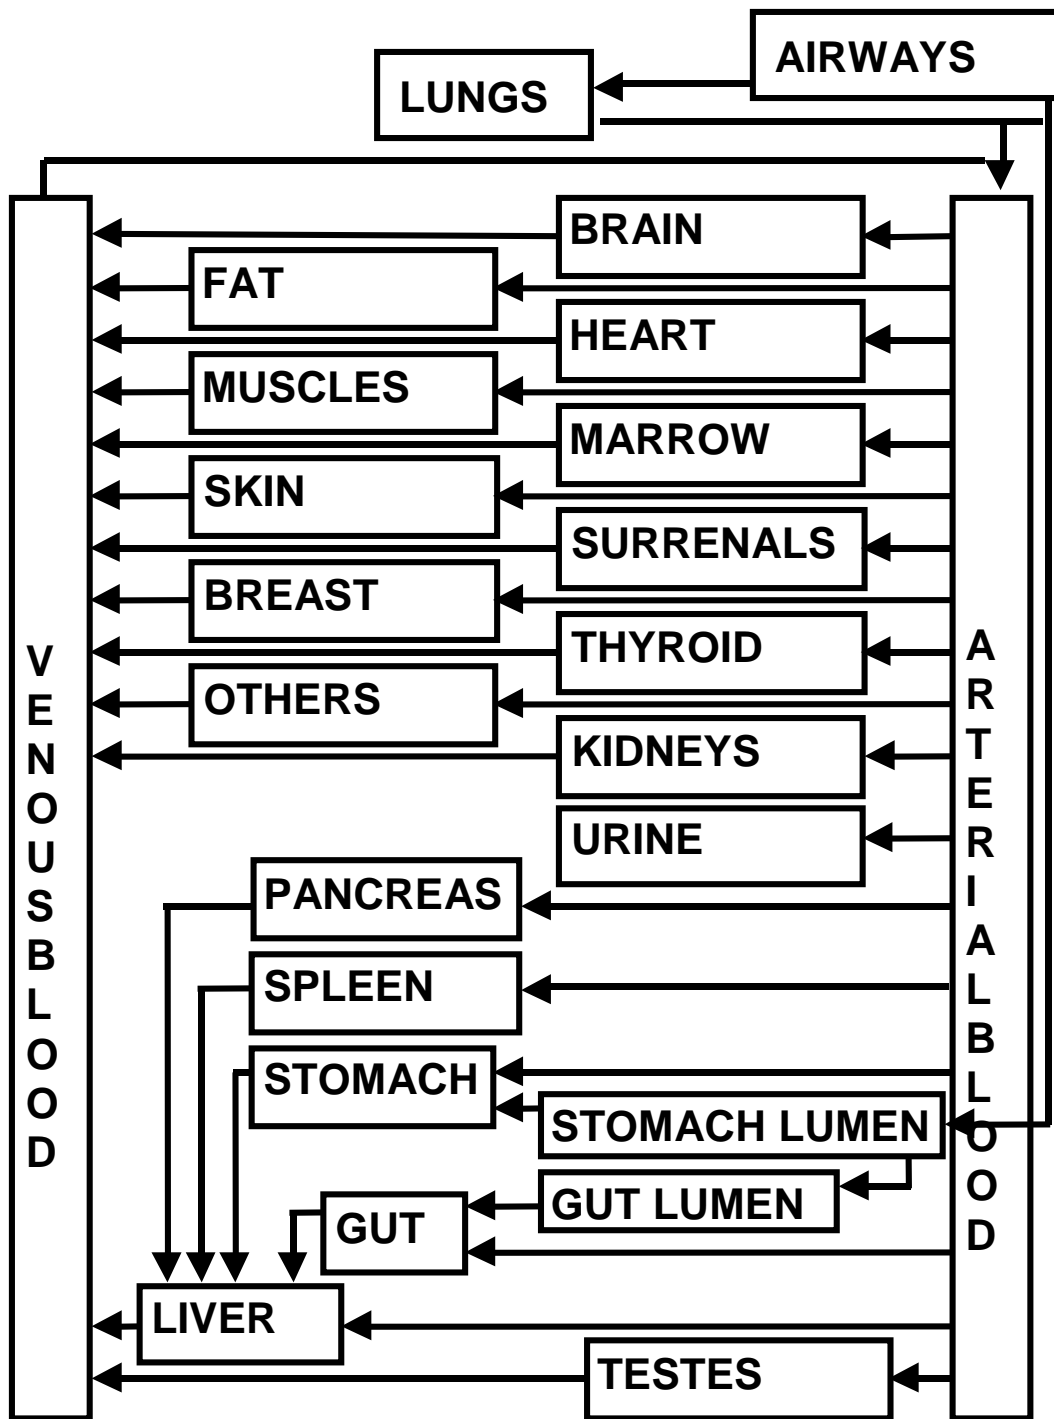 AIRWAYS
LUNGS
BRAIN
FAT
HEART
MUSCLES
MARROW
SKIN
SURRENALS
BREAST
THYROID
OTHERS
KIDNEYS
URINE
PANCREAS
SPLEEN
STOMACH
STOMACH LUMEN
GUT LUMEN
GUT
LIVER
TESTES
VENOUSBLOOD
ARTERIALBLOOD